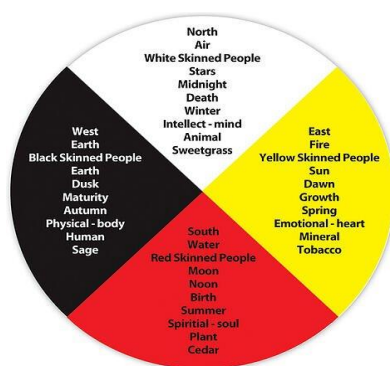 North
Air
White Skinned People
Stars
Midnight
Death
Winter
Intellect - mind
Animal
Sweetgrass
West
Earth
Black Skinned People
Earth
Dusk
Maturity
Autumn
Physical - body
Human
Sage
East
Fire
Yellow Skinned People
Sun
Dawn
Growth
Spring
Emotional - heart
Mineral
Tobacco
South
Water
Red Skinned People
Moon
Noon
Birth
Summer
Spiritial - soul
Plant
Cedar